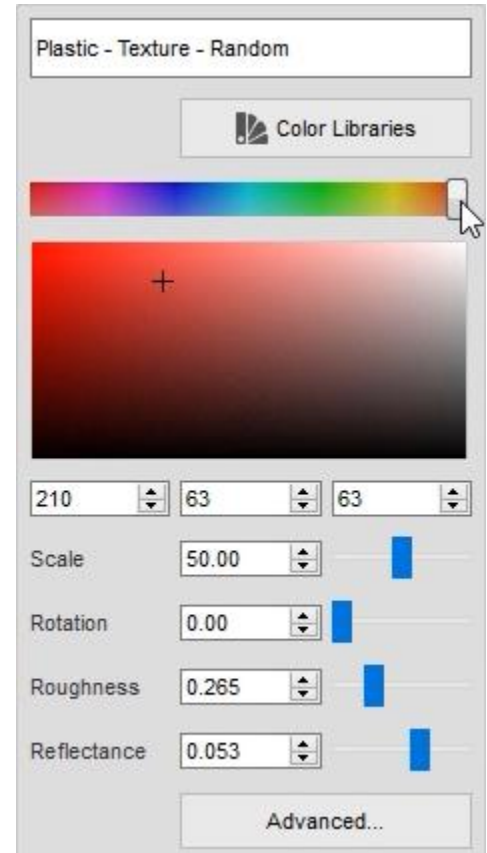 Plastic - Texture - Random
Color Libraries
210 63 63
Scale 50.00
Rotation 0.00
Roughness 0.265
Reflectance 0.053
Advanced...